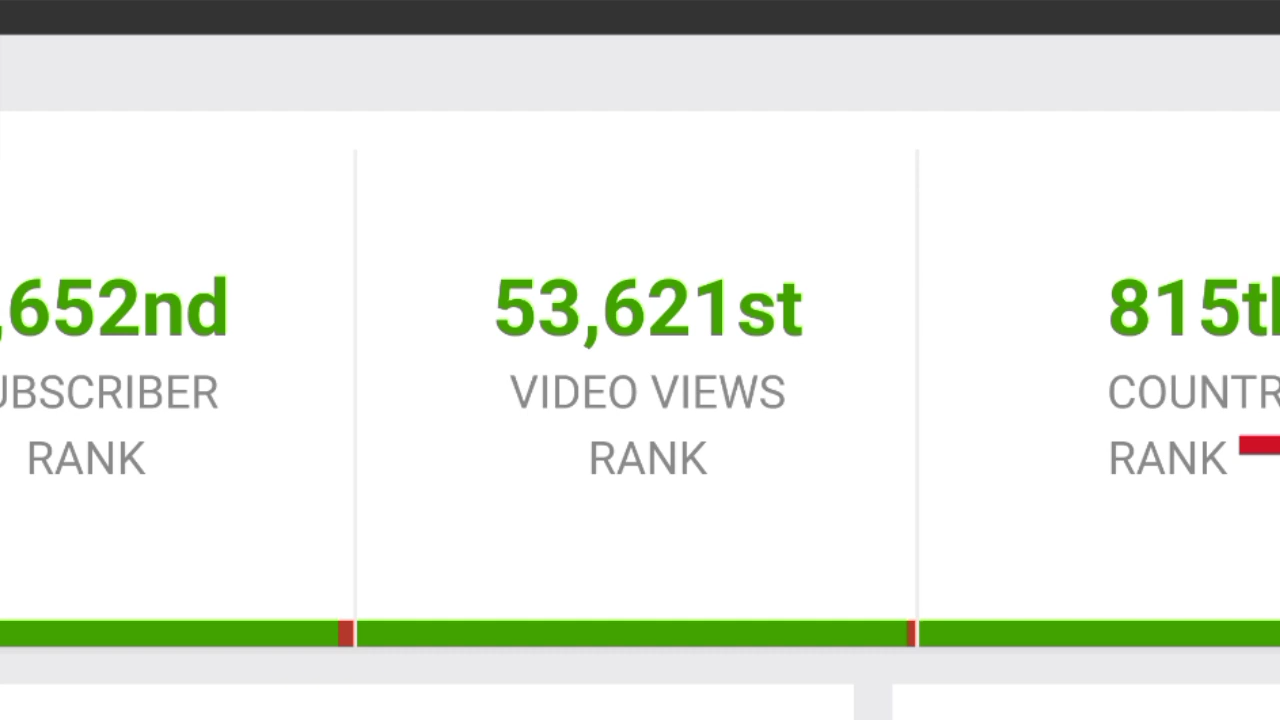 ,652nd
53,621st
815th
UBSCRIBER
RANK
VIDEO VIEWS
RANK
COUNTR
RANK